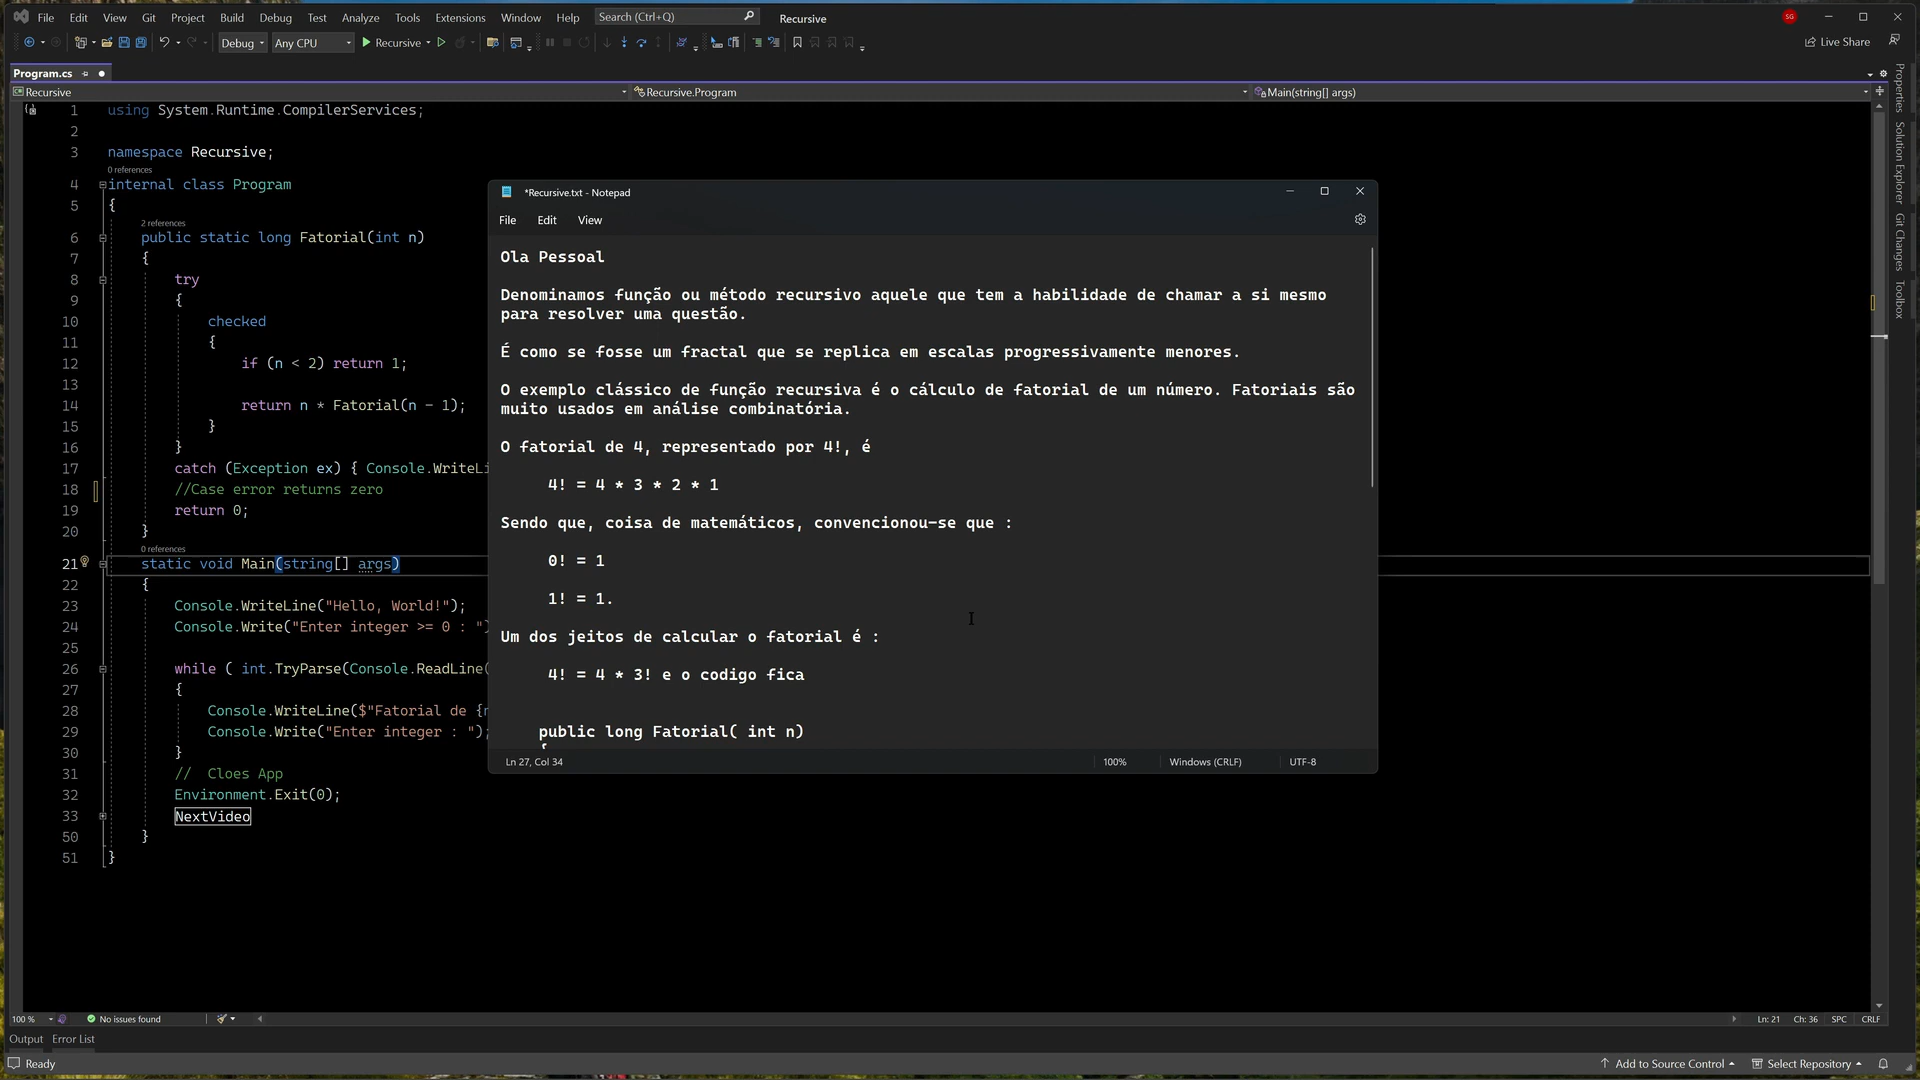 File Edit View Git Project Build Debug Test Analyze Tools Extensions Window Help Search (Ctrl+Q) Recursive SG
Debug Any CPU Recursive Live Share
Program.cs
Recursive Recursive.Program Main(string[] args)
1 using System.Runtime.CompilerServices;
2
3 namespace Recursive;
0 references
4 internal class Program
5 {
2 references
6 public static long Fatorial(int n)
7 {
8 try
9 {
10 checked
11 {
12 if (n < 2) return 1;
13
14 return n * Fatorial(n - 1);
15 }
16 }
17 catch (Exception ex) { Console.WriteLi
18 //Case error returns zero
19 return 0;
20 }
0 references
21 static void Main(string[] args)
22 {
23 Console.WriteLine("Hello, World!");
24 Console.Write("Enter integer >= 0 : ")
25
26 while ( int.TryParse(Console.ReadLine(
27 {
28 Console.WriteLine($"Fatorial de {n
29 Console.Write("Enter integer : ");
30 }
31 // Cloes App
32 Environment.Exit(0);
33 NextVideo
50 }
51 }
*Recursive.txt - Notepad
File Edit View
Ola Pessoal
Denominamos função ou método recursivo aquele que tem a habilidade de chamar a si mesmo
para resolver uma questão.
É como se fosse um fractal que se replica em escalas progressivamente menores.
O exemplo clássico de função recursiva é o cálculo de fatorial de um número. Fatoriais são
muito usados em análise combinatória.
O fatorial de 4, representado por 4!, é
4! = 4 * 3 * 2 * 1
Sendo que, coisa de matemáticos, convencionou-se que :
0! = 1
1! = 1.
Um dos jeitos de calcular o fatorial é :
4! = 4 * 3! e o codigo fica
public long Fatorial( int n)
{
Ln 27, Col 34 100% Windows (CRLF) UTF-8
Properties
Solution Explorer
Git Changes
Toolbox
100 % No issues found Ln: 21 Ch: 36 SPC CRLF
Output Error List
Ready Add to Source Control Select Repository